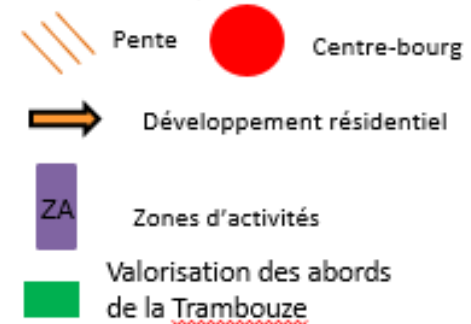 Pente
Centre-bourg
Développement résidentiel
ZA
Zones d'activités
Valorisation des abords
de la Trambouze